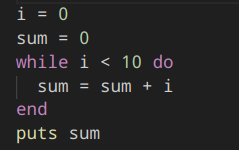 i = 0
sum = 0
while i < 10 do
  sum = sum + i
end
puts sum